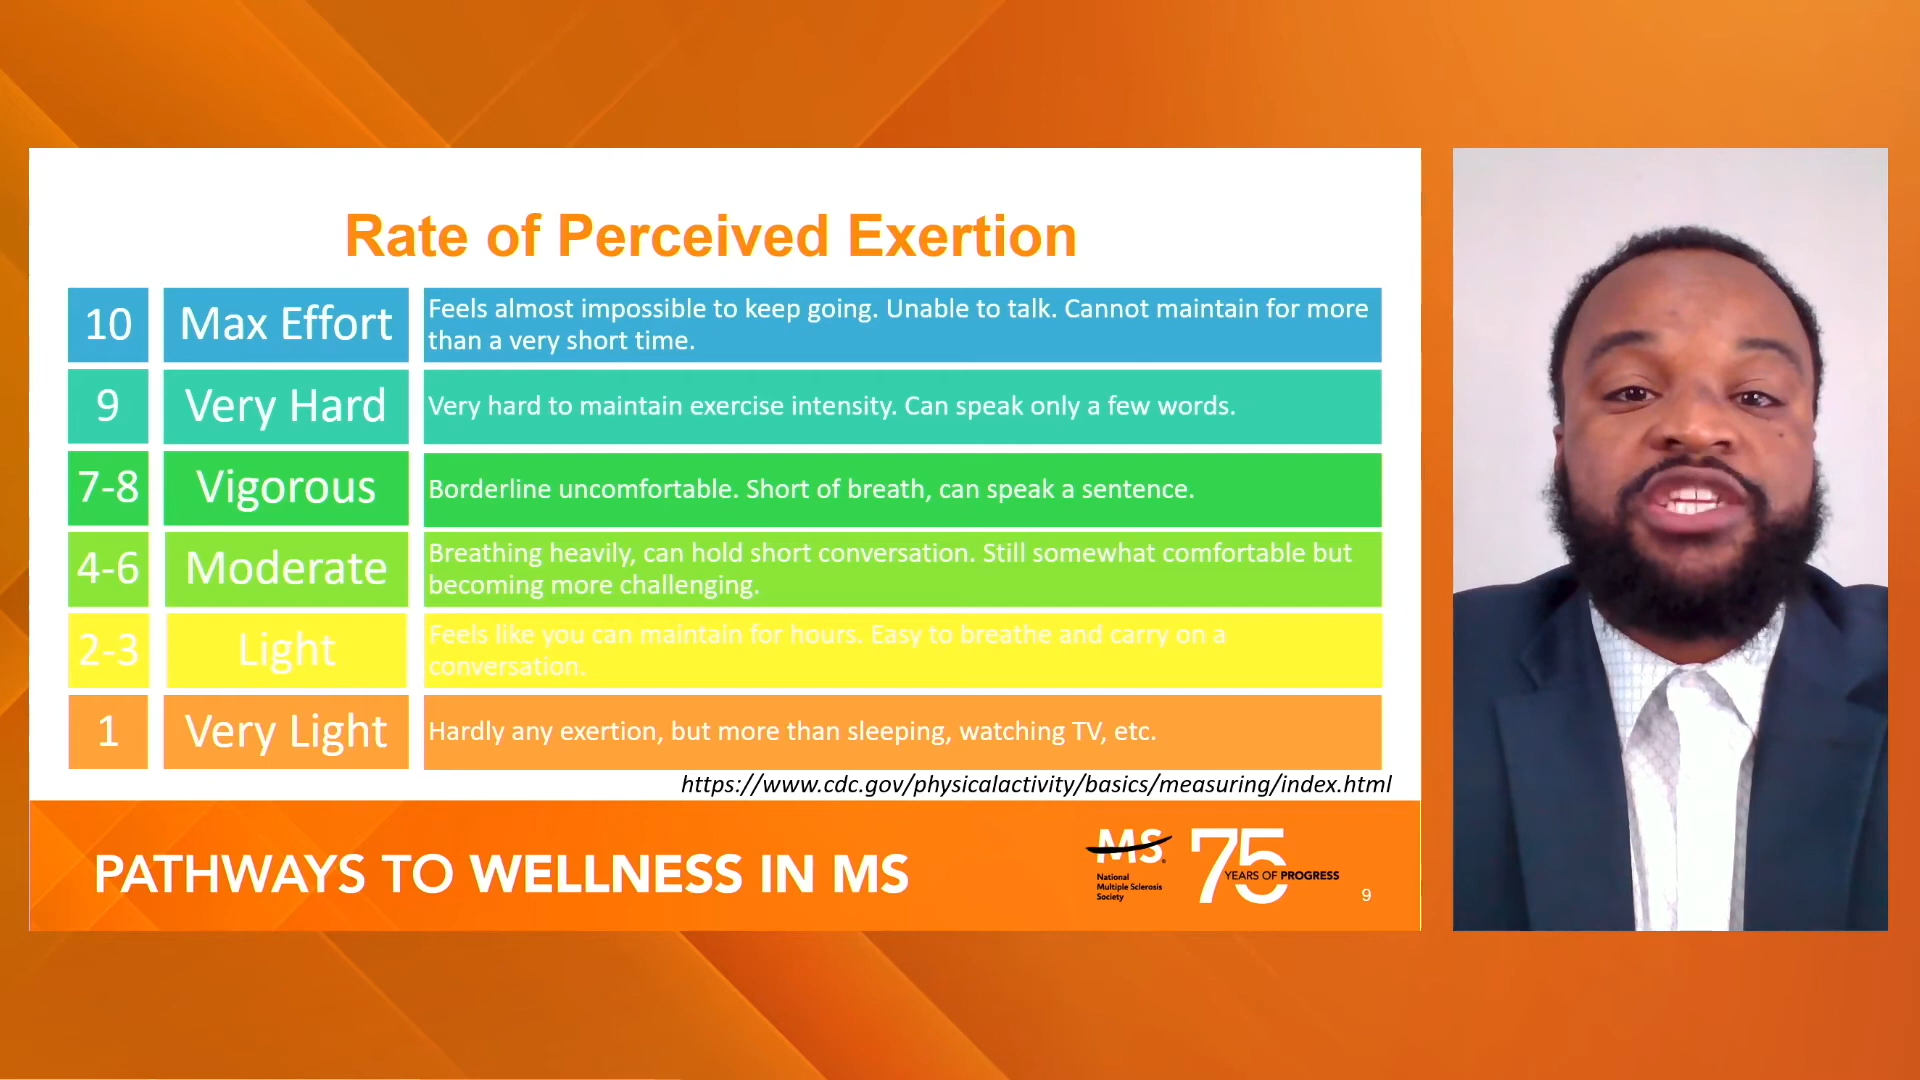 Rate of Perceived Exertion
10
Max Effort
Feels almost impossible to keep going. Unable to talk. Cannot maintain for more
than a very short time.
9
Very Hard
Very hard to maintain exercise intensity. Can speak only a few words.
7-8
Vigorous
Borderline uncomfortable. Short of breath, can speak a sentence.
4-6
Moderate
Breathing heavily, can hold short conversation. Still somewhat comfortable but
becoming more challenging.
2-3
Light
Feels like you can maintain for hours. Easy to breathe and carry on a
conversation.
1
Very Light
Hardly any exertion, but more than sleeping, watching TV, etc.
https://www.cdc.gov/physicalactivity/basics/measuring/index.html
PATHWAYS TO WELLNESS IN MS
MS
National
Multiple Sclerosis
Society
75
YEARS OF PROGRESS
9